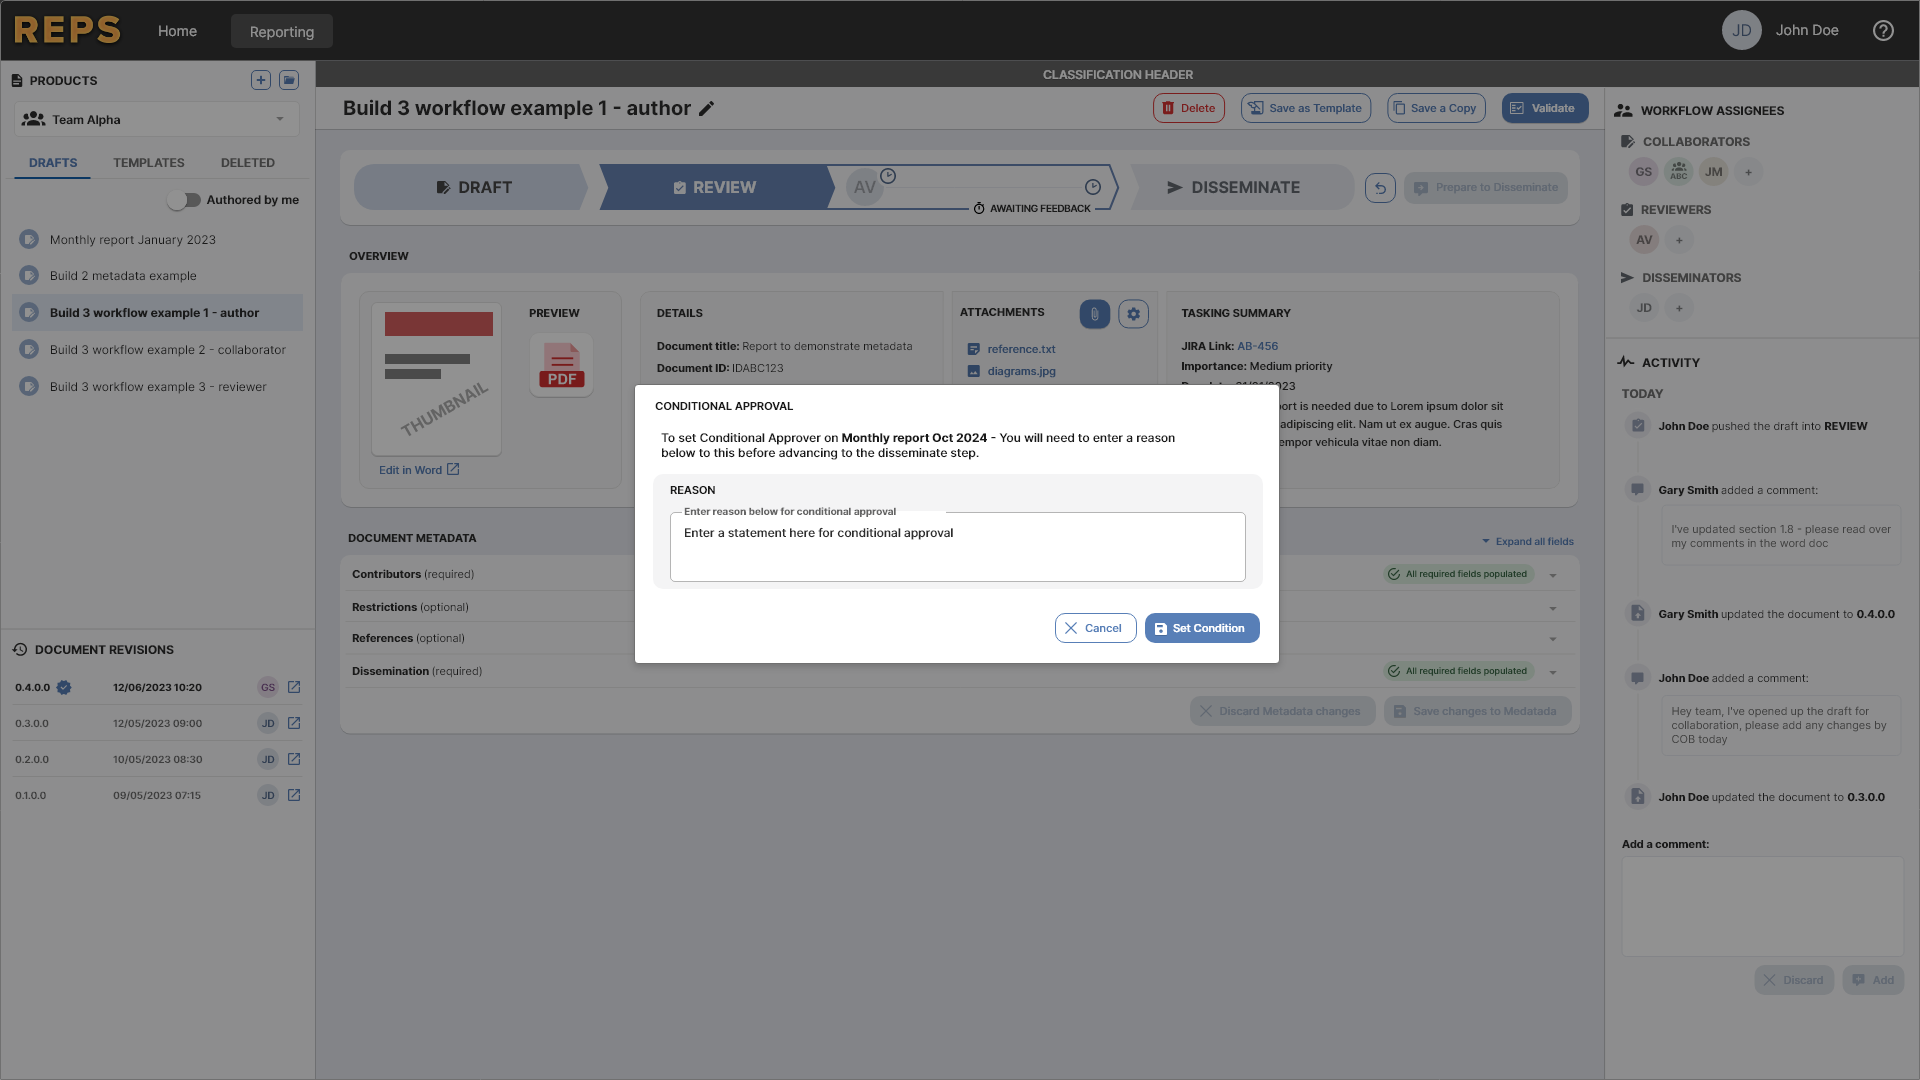 REPS
Home
Reporting
JD
John Doe
PRODUCTS
Team Alpha
DRAFTS
TEMPLATES
DELETED
Authored by me
Monthly report January 2023
Build 2 metadata example
Build 3 workflow example 1 - author
Build 3 workflow example 2 - collaborator
Build 3 workflow example 3 - reviewer
DOCUMENT REVISIONS
0.4.0.0 12/06/2023 10:20 GS
0.3.0.0 12/05/2023 09:00 JD
0.2.0.0 10/05/2023 08:30 JD
0.1.0.0 09/05/2023 07:15 JD
CLASSIFICATION HEADER
Build 3 workflow example 1 - author
Delete
Save as Template
Save a Copy
Validate
DRAFT
REVIEW
AV
AWAITING FEEDBACK
DISSEMINATE
Prepare to Disseminate
OVERVIEW
THUMBNAIL
Edit in Word
PREVIEW
PDF
DETAILS
Document title: Report to demonstrate metadata
Document ID: IDABC123
ATTACHMENTS
reference.txt
diagrams.jpg
TASKING SUMMARY
JIRA Link: AB-456
Importance: Medium priority
ort is needed due to Lorem ipsum dolor sit
adipiscing elit. Nam ut ex augue. Cras quis
empor vehicula vitae non diam.
CONDITIONAL APPROVAL
To set Conditional Approver on Monthly report Oct 2024 - You will need to enter a reason
below to this before advancing to the disseminate step.
REASON
Enter reason below for conditional approval
Enter a statement here for conditional approval
Cancel
Set Condition
DOCUMENT METADATA
Expand all fields
Contributors (required)
All required fields populated
Restrictions (optional)
References (optional)
Dissemination (required)
All required fields populated
Discard Metadata changes
Save changes to Medatada
WORKFLOW ASSIGNEES
COLLABORATORS
GS
ABC
JM
+
REVIEWERS
AV
+
DISSEMINATORS
JD
+
ACTIVITY
TODAY
John Doe pushed the draft into REVIEW
Gary Smith added a comment:
I've updated section 1.8 - please read over
my comments in the word doc
Gary Smith updated the document to 0.4.0.0
John Doe added a comment:
Hey team, I've opened up the draft for
collaboration, please add any changes by
COB today
John Doe updated the document to 0.3.0.0
Add a comment:
Discard
Add